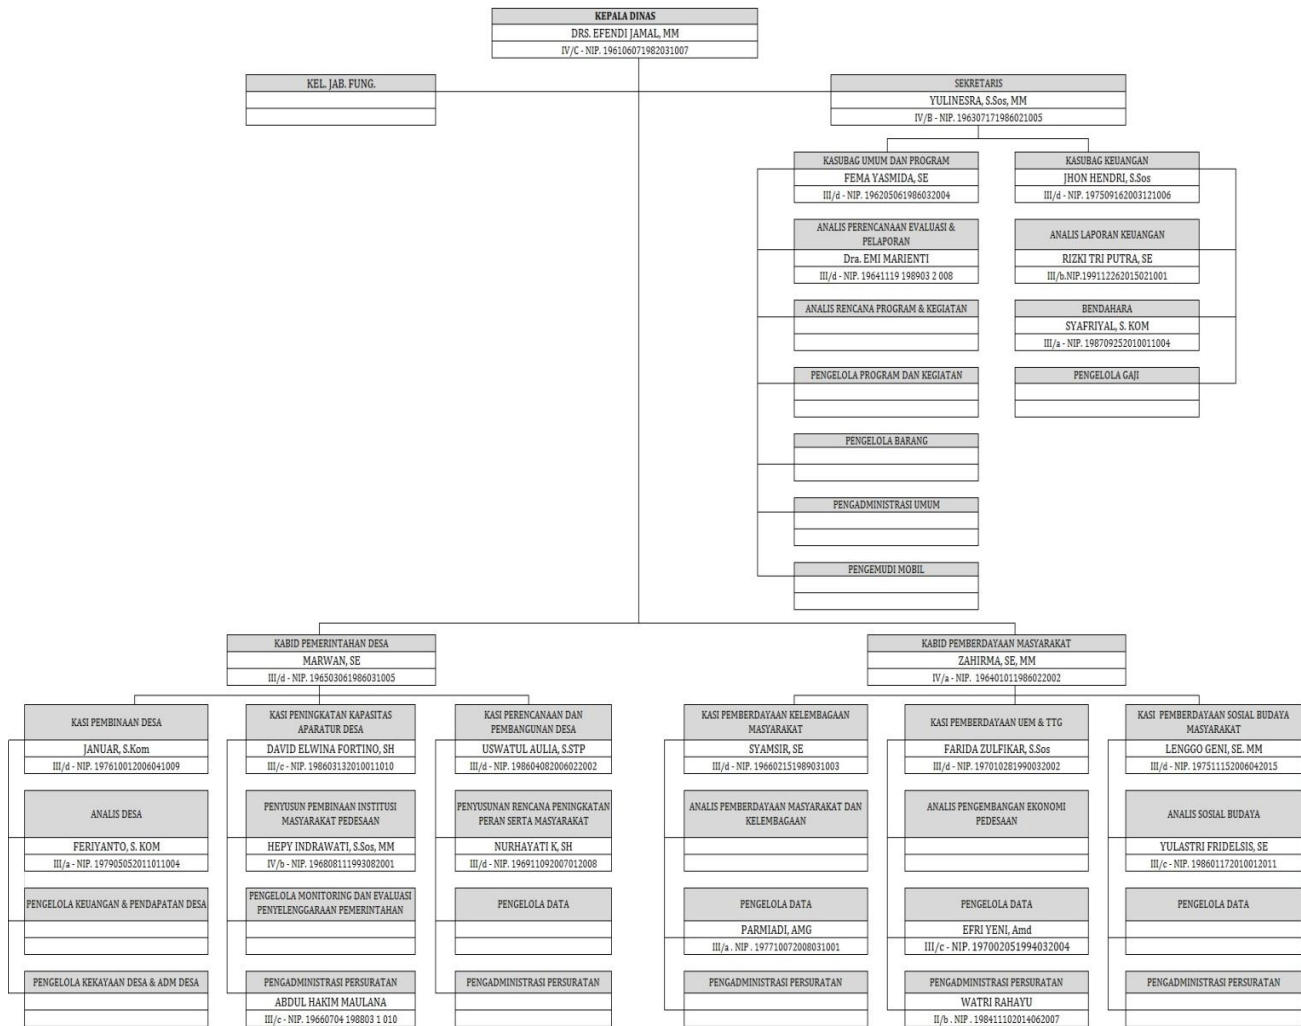 KEPALA DINAS
DRS. EFENDI JAMAL, MM
IV/C - NIP. 196106071982031007
KEL. JAB. FUNG.
SEKRETARIS
YULINESRA, S.Sos, MM
IV/B - NIP. 196307171986021005
KASUBAG UMUM DAN PROGRAM
FEMA YASMIDA, SE
III/d - NIP. 196205061986032004
KASUBAG KEUANGAN
JHON HENDRI, S.Sos
III/d - NIP. 197509162003121006
ANALIS PERENCANAAN EVALUASI &
PELAPORAN
Dra. EMI MARIENTI
III/d - NIP. 19641119 198903 2 008
ANALIS LAPORAN KEUANGAN
RIZKI TRI PUTRA, SE
III/b.NIP.199112262015021001
ANALIS RENCANA PROGRAM & KEGIATAN
BENDAHARA
SYAFRIYAL, S. KOM
III/a - NIP. 198709252010011004
PENGELOLA PROGRAM DAN KEGIATAN
PENGELOLA GAJI
PENGELOLA BARANG
PENGADMINISTRASI UMUM
PENGEMUDI MOBIL
KABID PEMERINTAHAN DESA
MARWAN, SE
III/d - NIP. 196503061986031005
KABID PEMBERDAYAAN MASYARAKAT
ZAHIRMA, SE, MM
IV/a - NIP. 196401011986022002
KASI PEMBINAAN DESA
JANUAR, S.Kom
III/d - NIP. 197610012006041009
KASI PENINGKATAN KAPASITAS
APARATUR DESA
DAVID ELWINA FORTINO, SH
III/c - NIP. 198603132010011010
KASI PERENCANAAN DAN
PEMBANGUNAN DESA
USWATUL AULIA, S.STP
III/d - NIP. 198604082006022002
KASI PEMBERDAYAAN KELEMBAGAAN
MASYARAKAT
SYAMSIR, SE
III/d - NIP. 196602151989031003
KASI PEMBERDAYAAN UEM & TTG
FARIDA ZULFIKAR, S.Sos
III/d - NIP. 197010281990032002
KASI PEMBERDAYAAN SOSIAL BUDAYA
MASYARAKAT
LENGGO GENI, SE. MM
III/d - NIP. 197511152006042015
ANALIS DESA
FERIYANTO, S. KOM
III/a - NIP. 197905052011011004
PENYUSUN PEMBINAAN INSTITUSI
MASYARAKAT PEDESAAN
HEPY INDRAWATI, S.Sos, MM
IV/b - NIP. 196808111993082001
PENYUSUNAN RENCANA PENINGKATAN
PERAN SERTA MASYARAKAT
NURHAYATI K, SH
III/d - NIP. 196911092007012008
ANALIS PEMBERDAYAAN MASYARAKAT DAN
KELEMBAGAAN
ANALIS PENGEMBANGAN EKONOMI
PEDESAAN
ANALIS SOSIAL BUDAYA
YULASTRI FRIDELSIS, SE
III/c - NIP. 198601172010012011
PENGELOLA KEUANGAN & PENDAPATAN DESA
PENGELOLA MONITORING DAN EVALUASI
PENYELENGGARAAN PEMERINTAHAN
PENGELOLA DATA
PENGELOLA DATA
PARMIADI, AMG
III/a . NIP . 197710072008031001
PENGELOLA DATA
EFRI YENI, Amd
III/c - NIP. 197002051994032004
PENGELOLA DATA
PENGELOLA KEKAYAAN DESA & ADM DESA
PENGADMINISTRASI PERSURATAN
ABDUL HAKIM MAULANA
III/c - NIP. 19660704 198803 1 010
PENGADMINISTRASI PERSURATAN
PENGADMINISTRASI PERSURATAN
PENGADMINISTRASI PERSURATAN
WATRI RAHAYU
II/b . NIP . 198411102014062007
PENGADMINISTRASI PERSURATAN